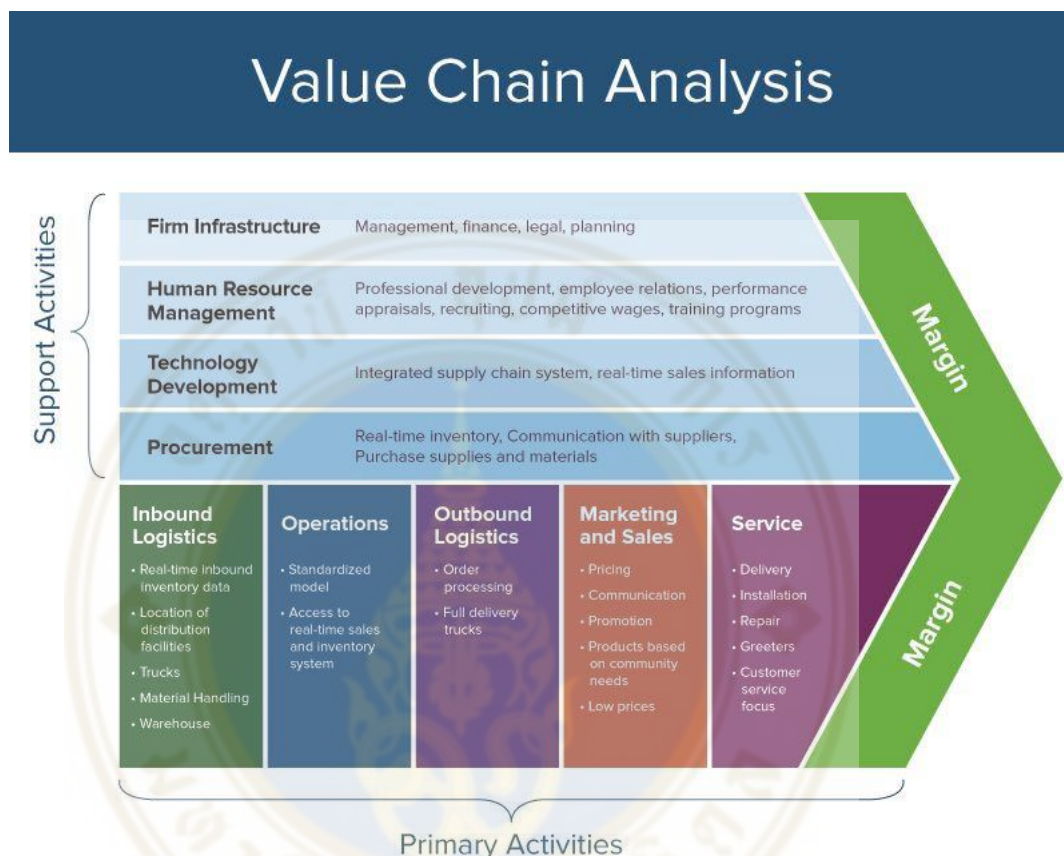 Value Chain Analysis
Support Activities
Firm Infrastructure
Management, finance, legal, planning
Human Resource
Management
Professional development, employee relations, performance
appraisals, recruiting, competitive wages, training programs
Technology
Development
Integrated supply chain system, real-time sales information
Procurement
Real-time inventory, Communication with suppliers,
Purchase supplies and materials
Margin
Inbound
Logistics
• Real-time inbound
inventory data
• Location of
distribution
facilities
• Trucks
• Material Handling
• Warehouse
Operations
• Standardized
model
• Access to
real-time sales
and inventory
system
Outbound
Logistics
• Order
processing
• Full delivery
trucks
Marketing
and Sales
• Pricing
• Communication
• Promotion
• Products based
on community
needs
• Low prices
Service
• Delivery
• Installation
• Repair
• Greeters
• Customer
service
focus
Margin
Primary Activities